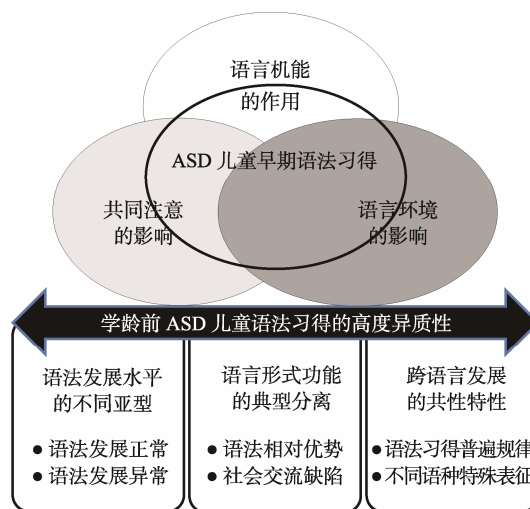 语言机能
的作用
ASD 儿童早期语法习得
共同注意
的影响
语言环境
的影响
学龄前 ASD 儿童语法习得的高度异质性
语法发展水平
的不同亚型
● 语法发展正常
● 语法发展异常
语言形式功能
的典型分离
● 语法相对优势
● 社会交流缺陷
跨语言发展
的共性特性
● 语法习得普遍规律
● 不同语种特殊表征